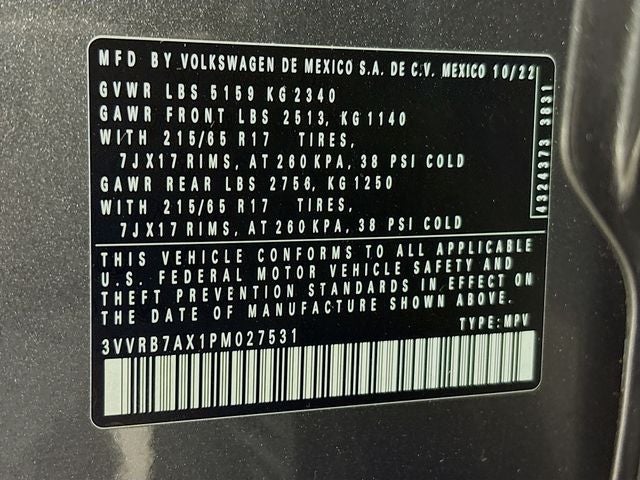 MFD BY VOLKSWAGEN DE MEXICO S.A. DE C.V. MEXICO 10/22
GVWR LBS 5159 KG 2340
GAWR FRONT LBS 2513, KG 1140
WITH 215/65 R17 TIRES,
7JX17 RIMS, AT 260 KPA, 38 PSI COLD
GAWR REAR LBS 2756, KG 1250
WITH 215/65 R17 TIRES,
7JX17 RIMS, AT 260 KPA, 38 PSI COLD
4324373 3831
THIS VEHICLE CONFORMS TO ALL APPLICABLE
U.S. FEDERAL MOTOR VEHICLE SAFETY AND
THEFT PREVENTION STANDARDS IN EFFECT ON
THE DATE OF MANUFACTURE SHOWN ABOVE.
TYPE: MPV
3VVRB7AX1PM027531